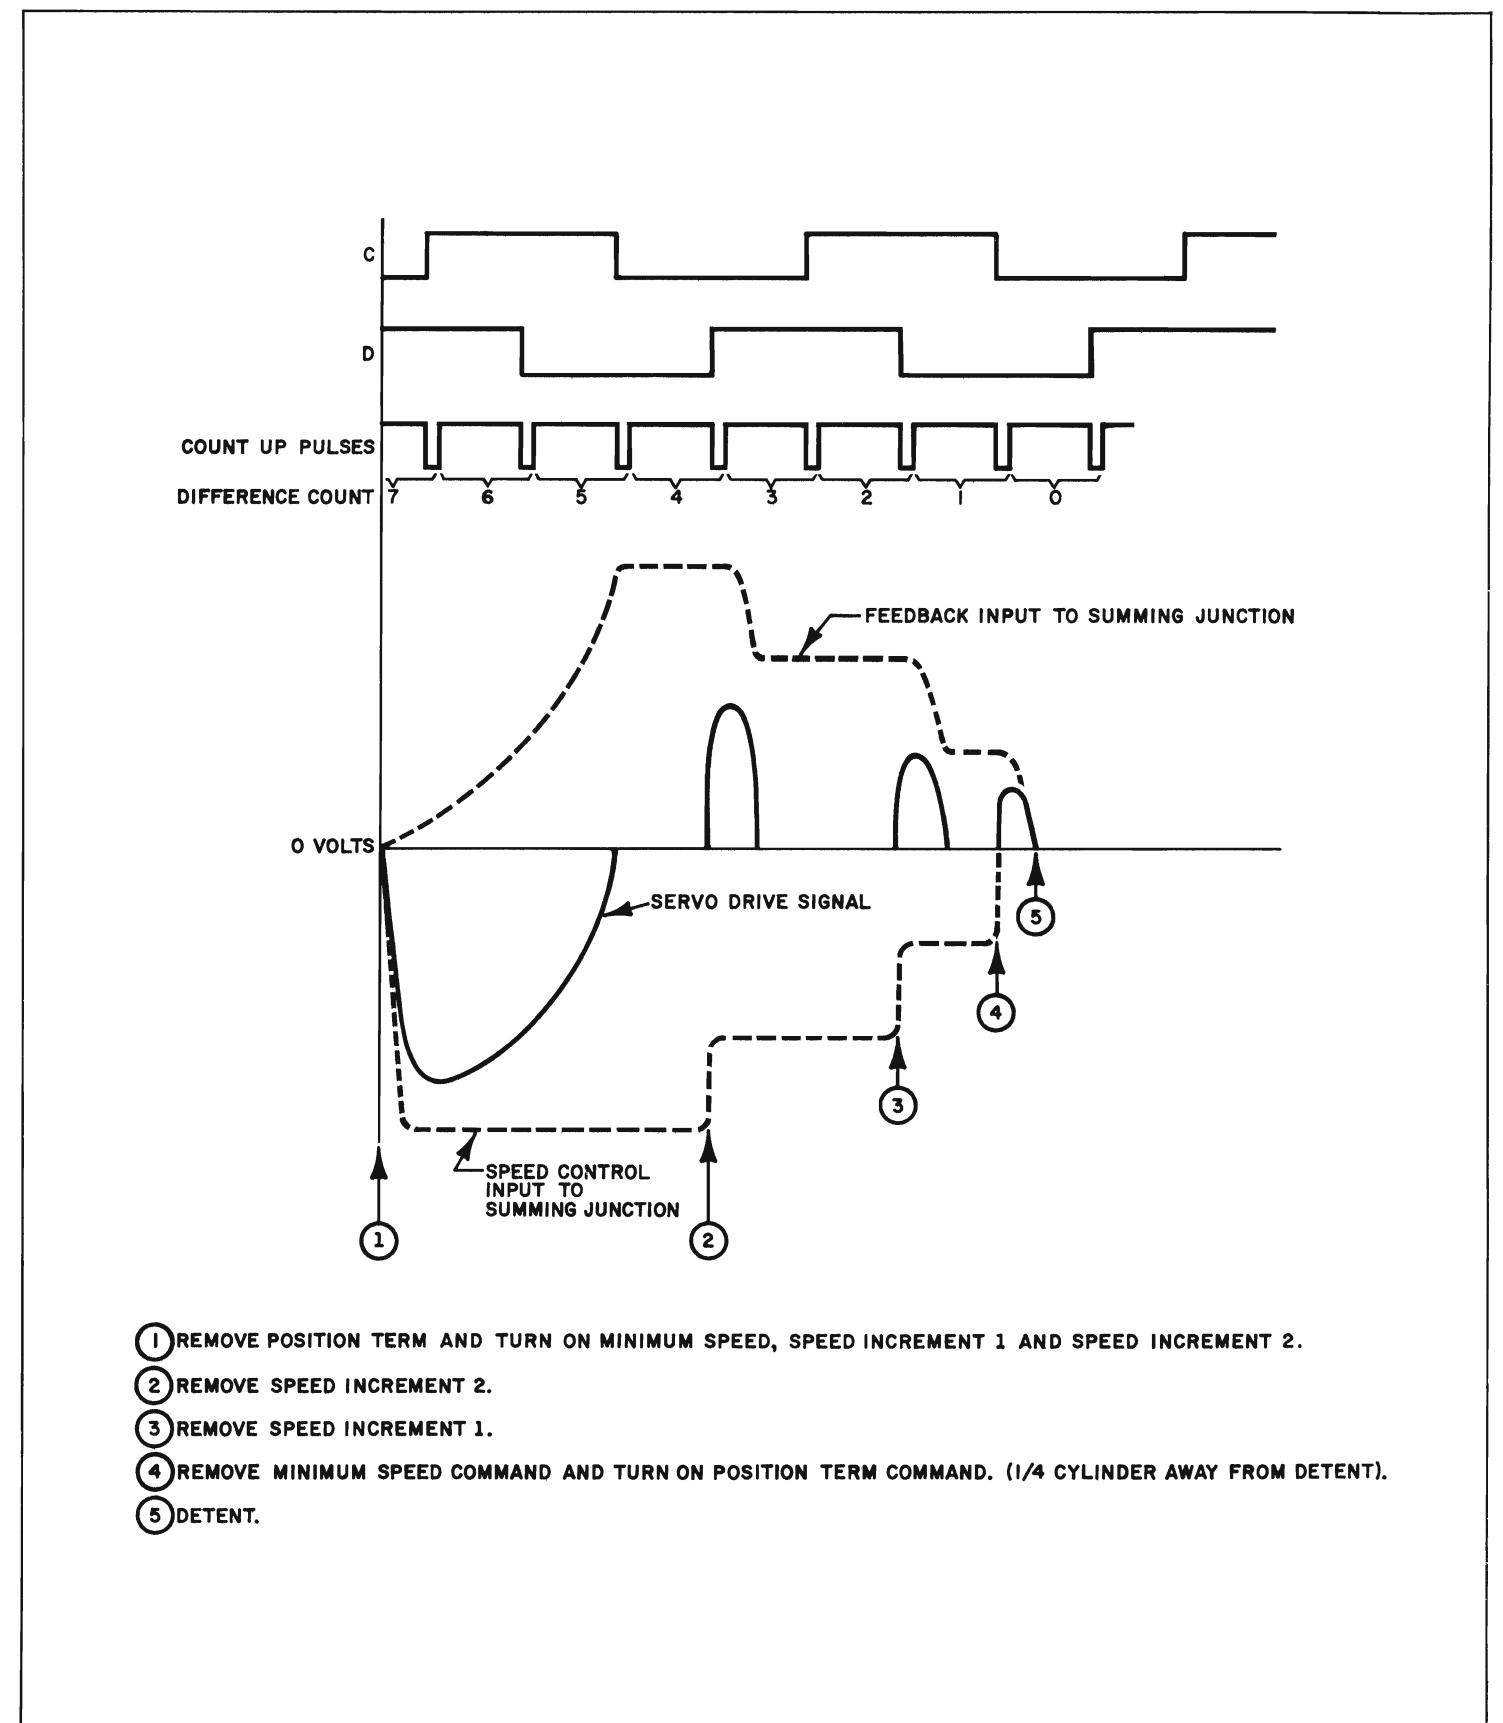 C
D
COUNT UP PULSES
DIFFERENCE COUNT 7 6 5 4 3 2 1 0
FEEDBACK INPUT TO SUMMING JUNCTION
0 VOLTS
SERVO DRIVE SIGNAL
5
4
3
SPEED CONTROL
INPUT TO
SUMMING JUNCTION
1 2
1 REMOVE POSITION TERM AND TURN ON MINIMUM SPEED, SPEED INCREMENT 1 AND SPEED INCREMENT 2.
2 REMOVE SPEED INCREMENT 2.
3 REMOVE SPEED INCREMENT 1.
4 REMOVE MINIMUM SPEED COMMAND AND TURN ON POSITION TERM COMMAND. (1/4 CYLINDER AWAY FROM DETENT).
5 DETENT.